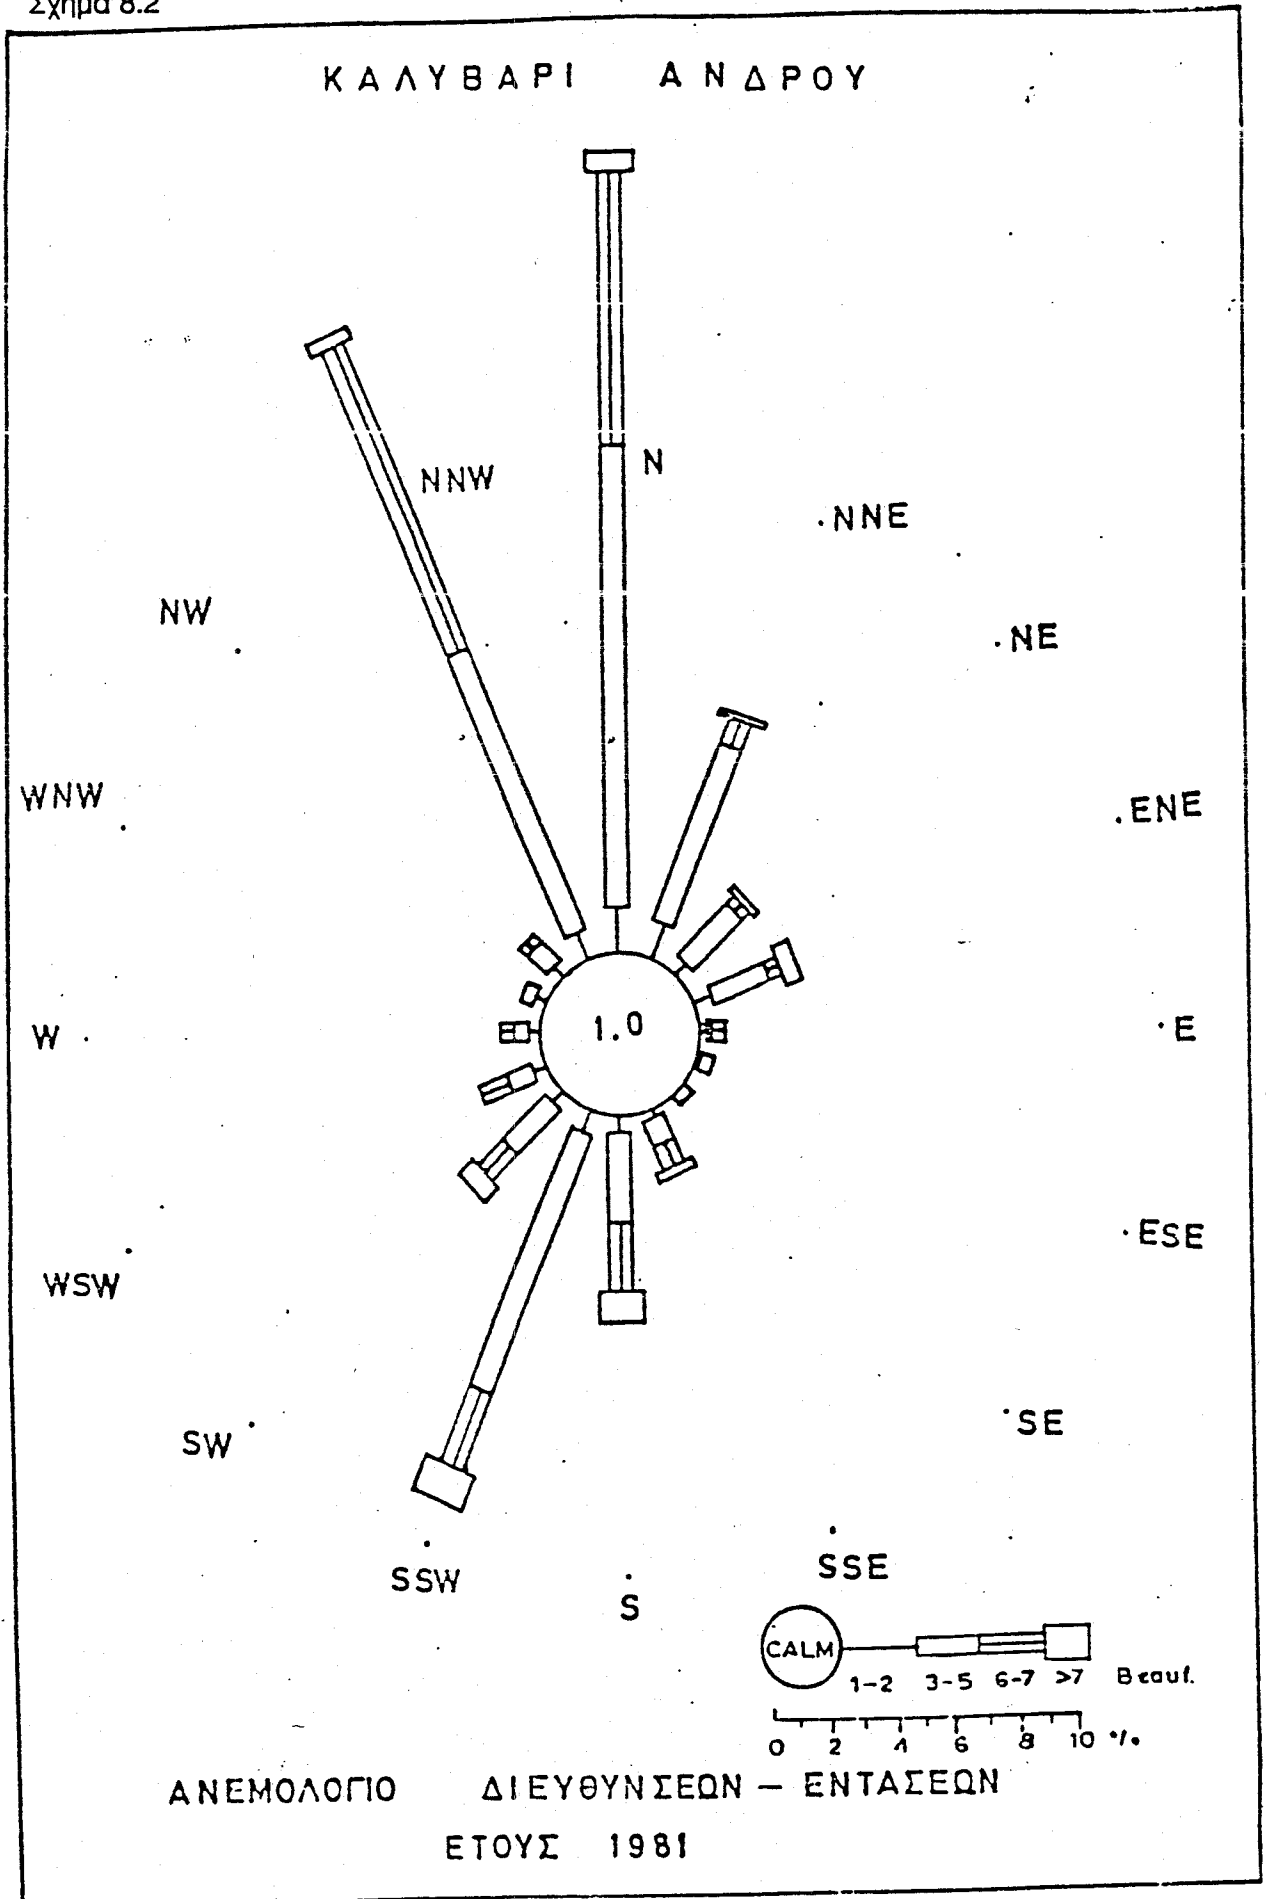 Σχήμα 8.2
ΚΑΛΥΒΑΡΙ ΑΝΔΡΟΥ
N
NNW
NNE
NW
NE
WNW
ENE
1.0
W
E
WSW
ESE
SW
SE
SSW
SSE
S
CALM
1-2 3-5 6-7 >7 Beauf.
0 2 4 6 8 10 %
ΑΝΕΜΟΛΟΓΙΟ ΔΙΕΥΘΥΝΣΕΩΝ – ΕΝΤΑΣΕΩΝ
ΕΤΟΥΣ 1981